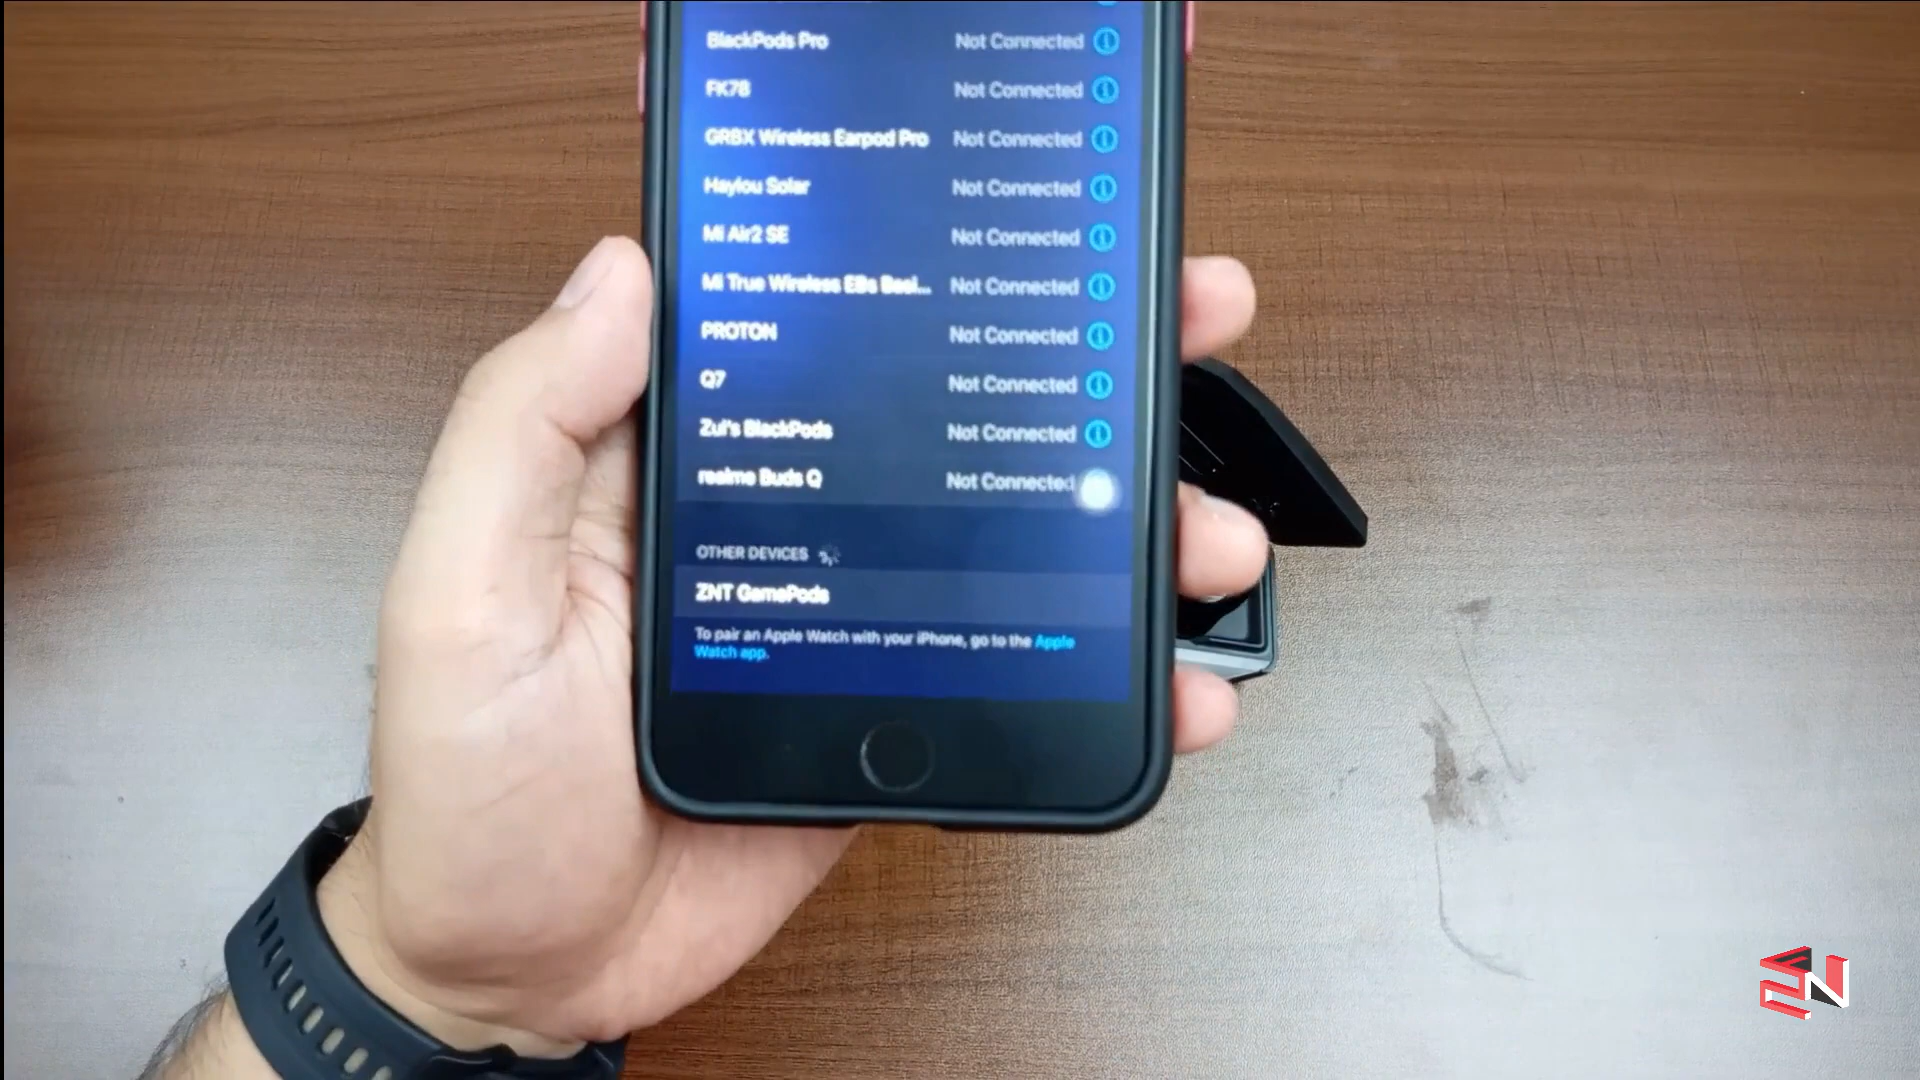 BlackPods Pro Not Connected
FK78 Not Connected
GRBX Wireless Earpod Pro Not Connected
Haylou Solar Not Connected
Mi Air2 SE Not Connected
Mi True Wireless EBs Basi... Not Connected
PROTON Not Connected
Q7 Not Connected
Zul's BlackPods Not Connected
realme Buds Q Not Connected
OTHER DEVICES
ZNT GamePods
To pair an Apple Watch with your iPhone, go to the Apple
Watch app.